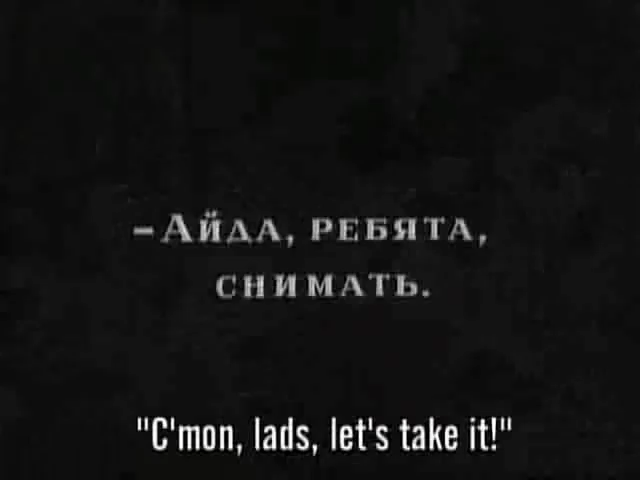 –Айда, ребята,
снимать.
"C'mon, lads, let's take it!"